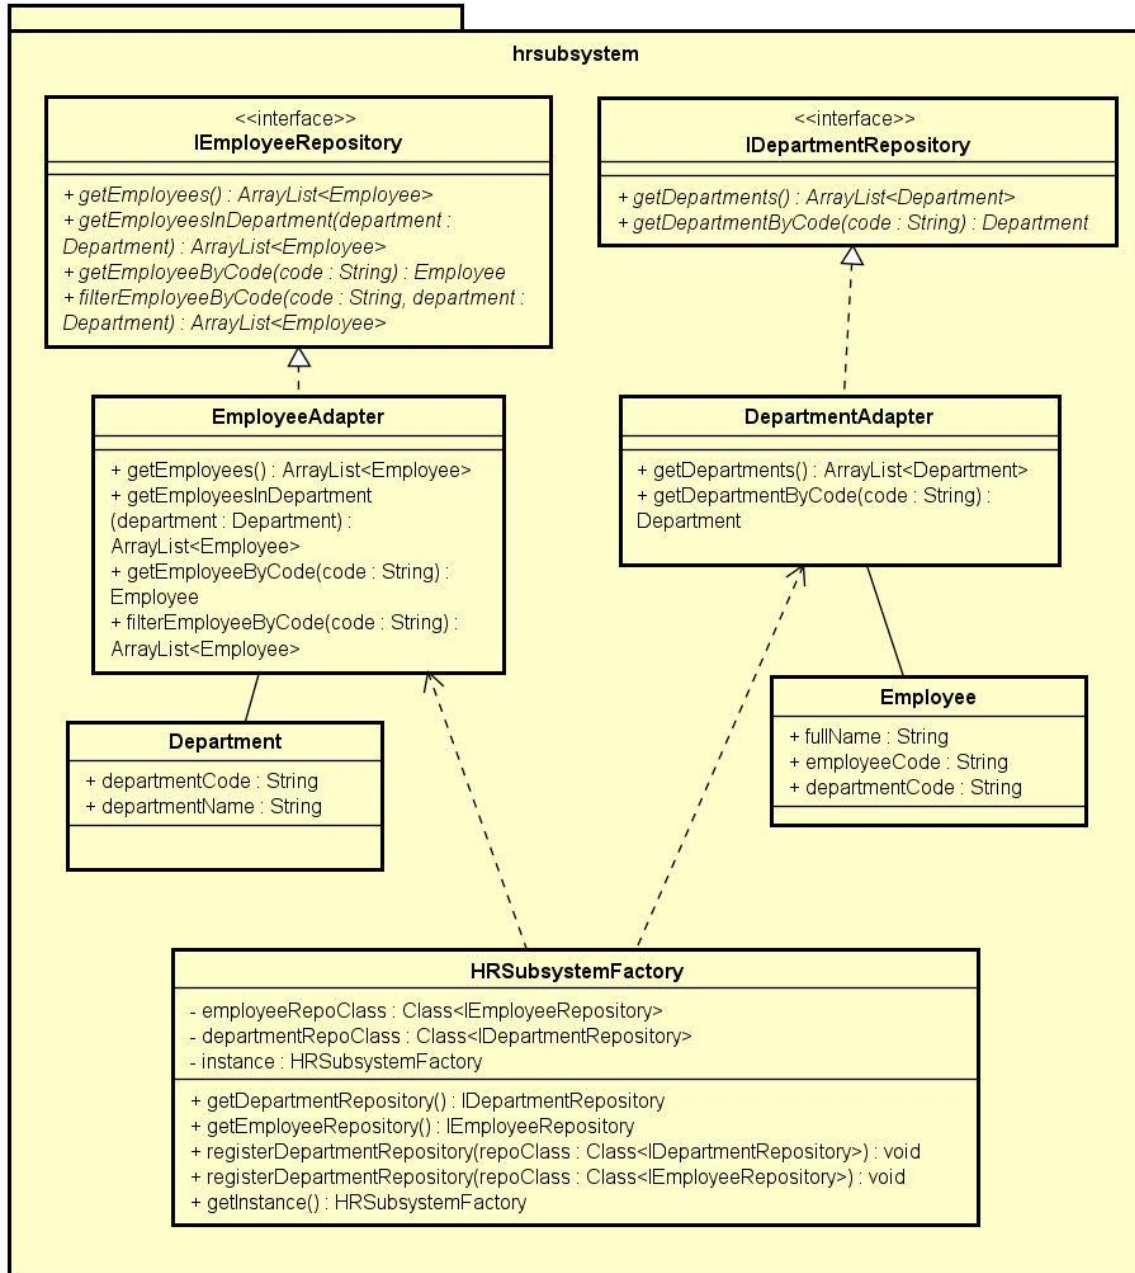 hrsubsystem
<<interface>>
IEmployeeRepository
+ getEmployees() : ArrayList<Employee>
+ getEmployeesInDepartment(department :
Department) : ArrayList<Employee>
+ getEmployeeByCode(code : String) : Employee
+ filterEmployeeByCode(code : String, department :
Department) : ArrayList<Employee>
<<interface>>
IDepartmentRepository
+ getDepartments() : ArrayList<Department>
+ getDepartmentByCode(code : String) : Department
EmployeeAdapter
+ getEmployees() : ArrayList<Employee>
+ getEmployeesInDepartment
(department : Department) :
ArrayList<Employee>
+ getEmployeeByCode(code : String) :
Employee
+ filterEmployeeByCode(code : String) :
ArrayList<Employee>
DepartmentAdapter
+ getDepartments() : ArrayList<Department>
+ getDepartmentByCode(code : String) :
Department
Department
+ departmentCode : String
+ departmentName : String
Employee
+ fullName : String
+ employeeCode : String
+ departmentCode : String
HRSubsystemFactory
- employeeRepoClass : Class<IEmployeeRepository>
- departmentRepoClass : Class<IDepartmentRepository>
- instance : HRSubsystemFactory
+ getDepartmentRepository() : IDepartmentRepository
+ getEmployeeRepository() : IEmployeeRepository
+ registerDepartmentRepository(repoClass : Class<IDepartmentRepository>) : void
+ registerDepartmentRepository(repoClass : Class<IEmployeeRepository>) : void
+ getInstance() : HRSubsystemFactory